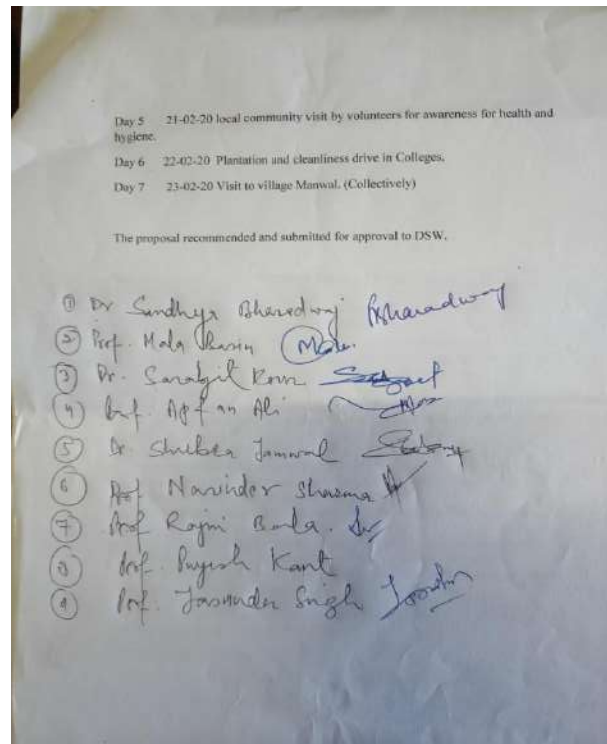 Day 5 21-02-20 local community visit by volunteers for awareness for health and
hygiene.
Day 6 22-02-20 Plantation and cleanliness drive in Colleges.
Day 7 23-02-20 Visit to village Manwal. (Collectively)
The proposal recommended and submitted for approval to DSW.
① Dr Sandhya Bharadwaj Bharadwaj
② Prof. Mala
③ Dr. Sarabjit Kour
④ Prof. Ali
⑤ Dr. Jamwal
⑥ Prof Narinder Sharma
⑦ Prof Rajni Bala.
⑧ Prof. Kant
⑨ Prof. Jasvinder Singh